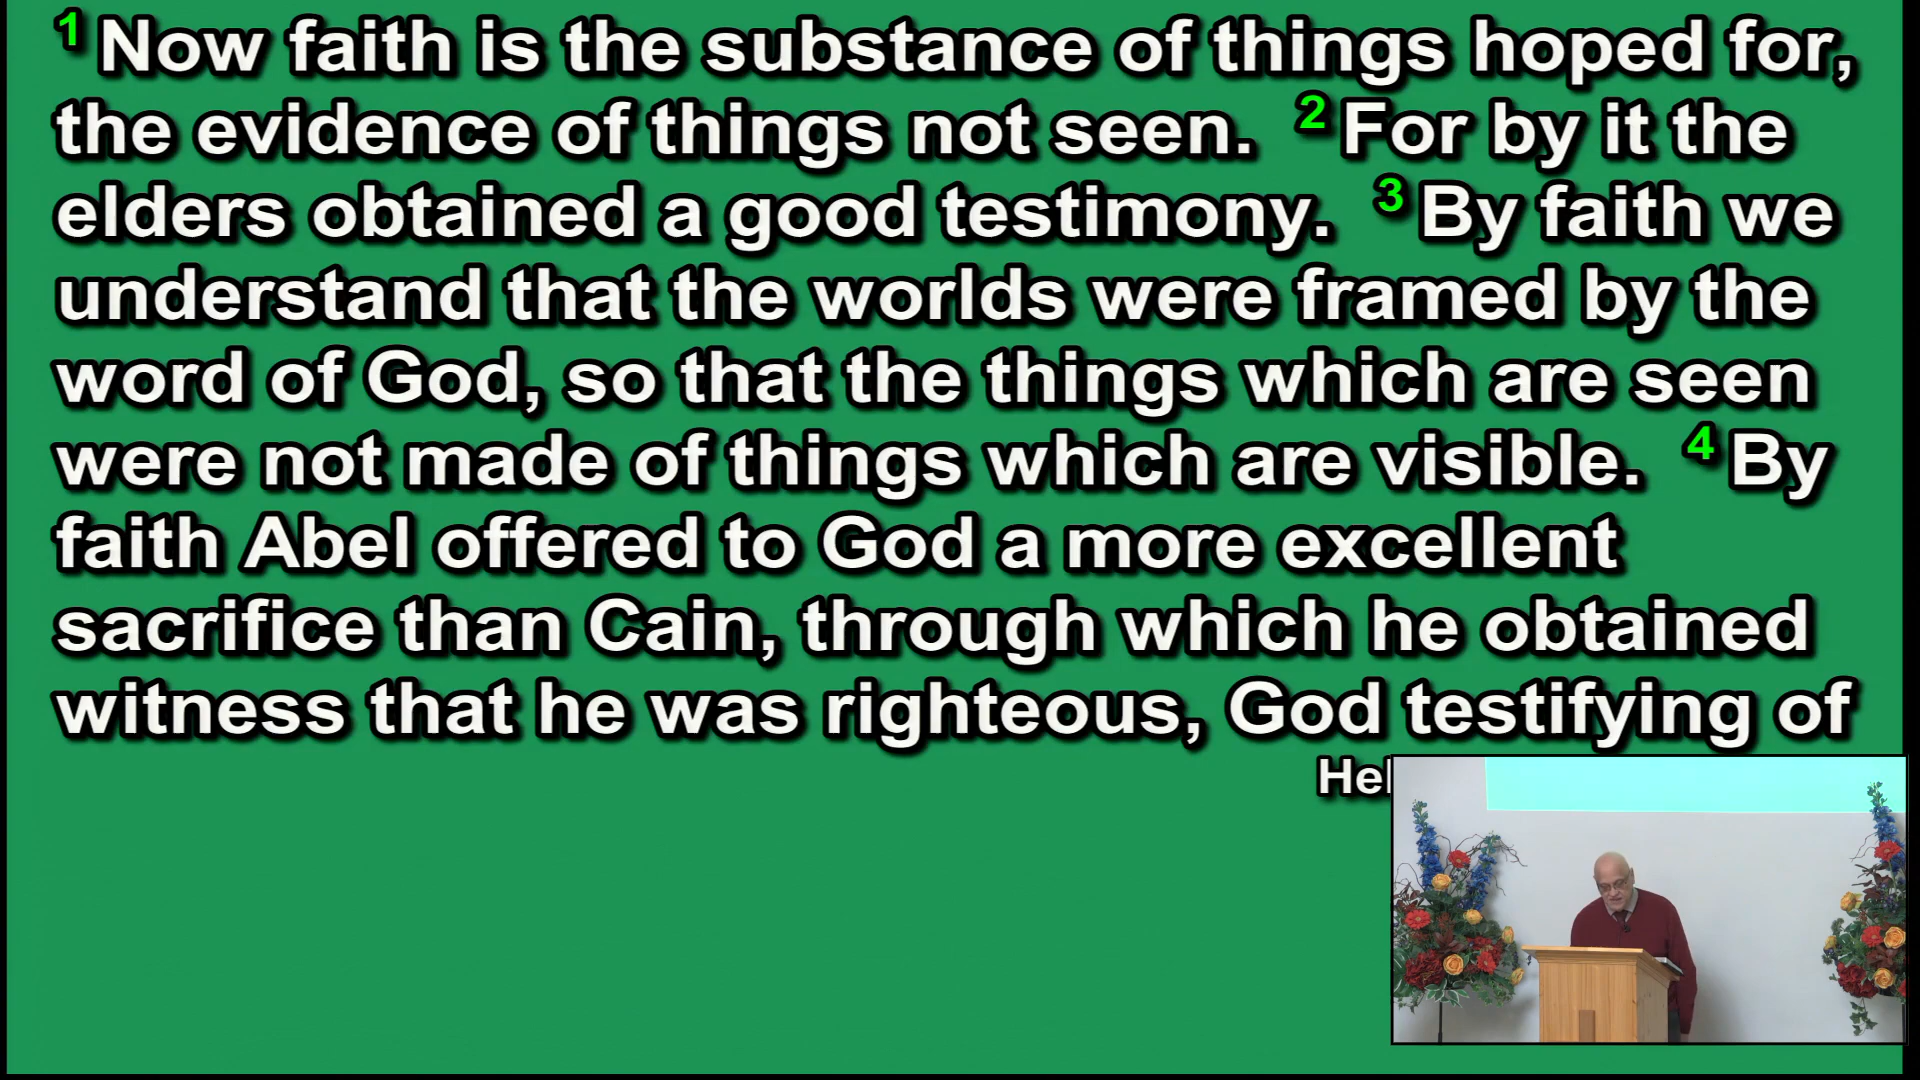 1 Now faith is the substance of things hoped for,
the evidence of things not seen. 2 For by it the
elders obtained a good testimony. 3 By faith we
understand that the worlds were framed by the
word of God, so that the things which are seen
were not made of things which are visible. 4 By
faith Abel offered to God a more excellent
sacrifice than Cain, through which he obtained
witness that he was righteous, God testifying of